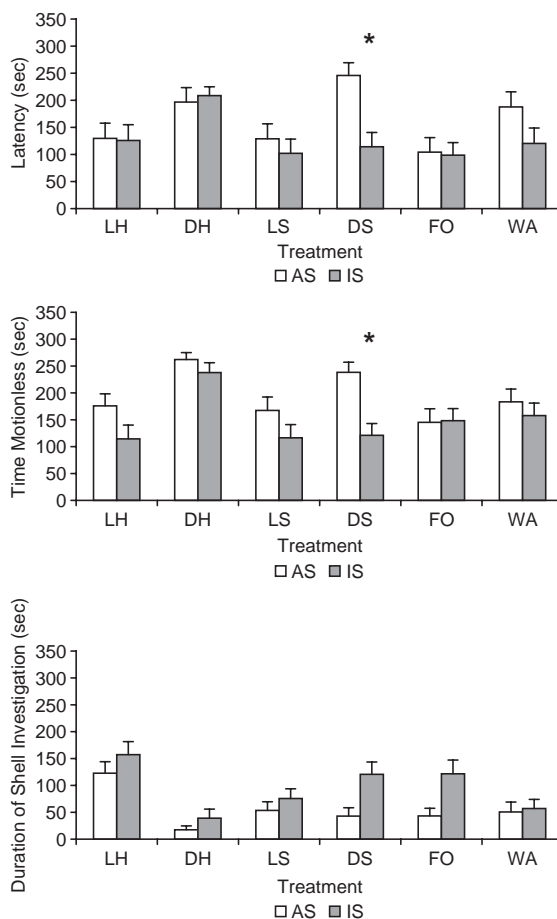 350
300
250
200
150
100
50
0
Latency (sec)
*
LH DH LS DS FO WA
Treatment
AS IS
350
300
250
200
150
100
50
0
Time Motionless (sec)
*
LH DH LS DS FO WA
Treatment
AS IS
350
300
250
200
150
100
50
0
Duration of Shell Investigation (sec)
LH DH LS DS FO WA
Treatment
AS IS